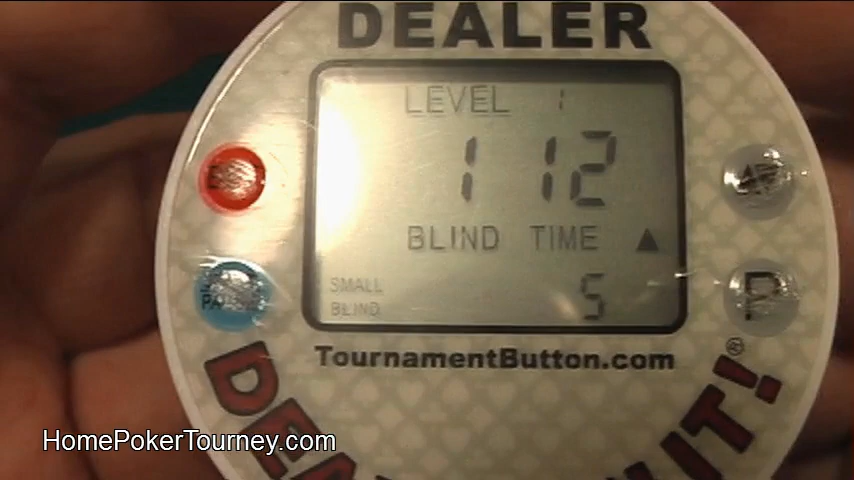 DEALER
LEVEL 1
1 12
BLIND TIME ▲
SMALL
BLIND
5
P
TournamentButton.com
HomePokerTourney.com